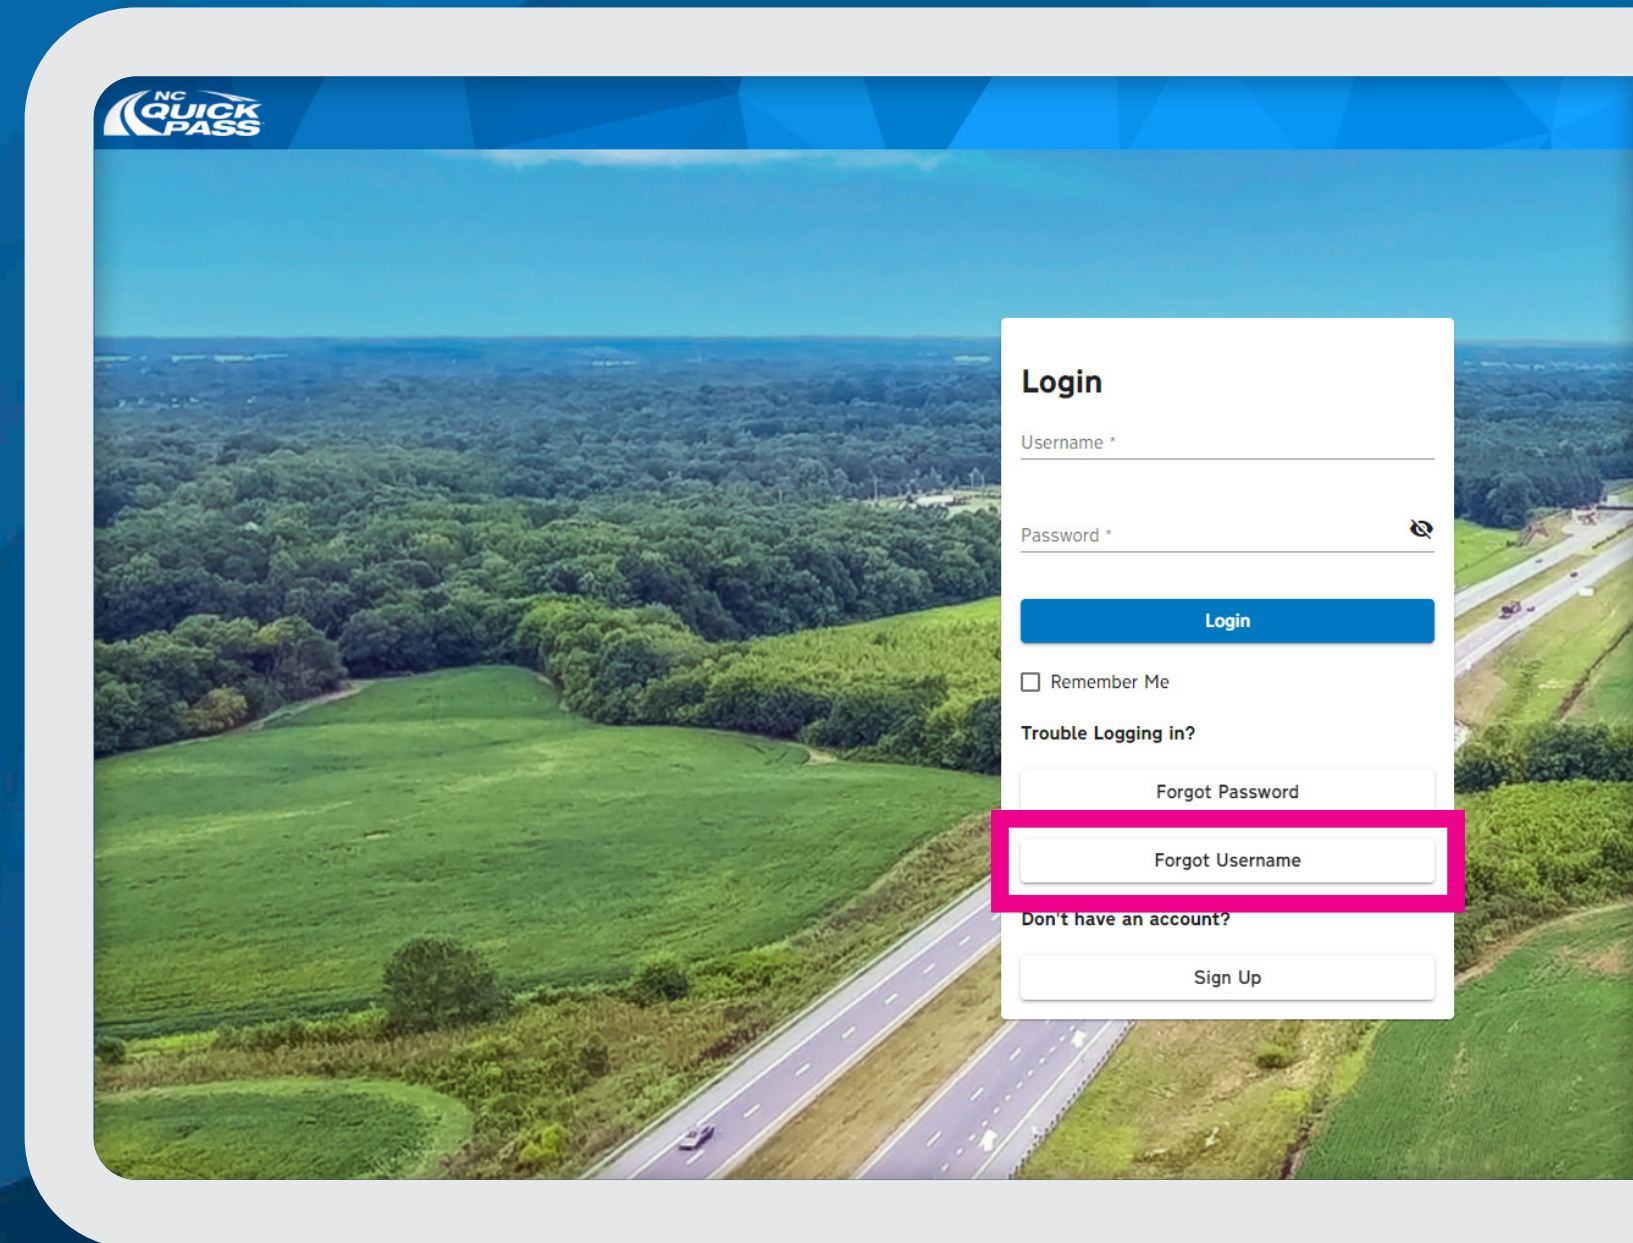 NC
QUICK
PASS
Login
Username *
Password *
Login
Remember Me
Trouble Logging in?
Forgot Password
Forgot Username
Don't have an account?
Sign Up